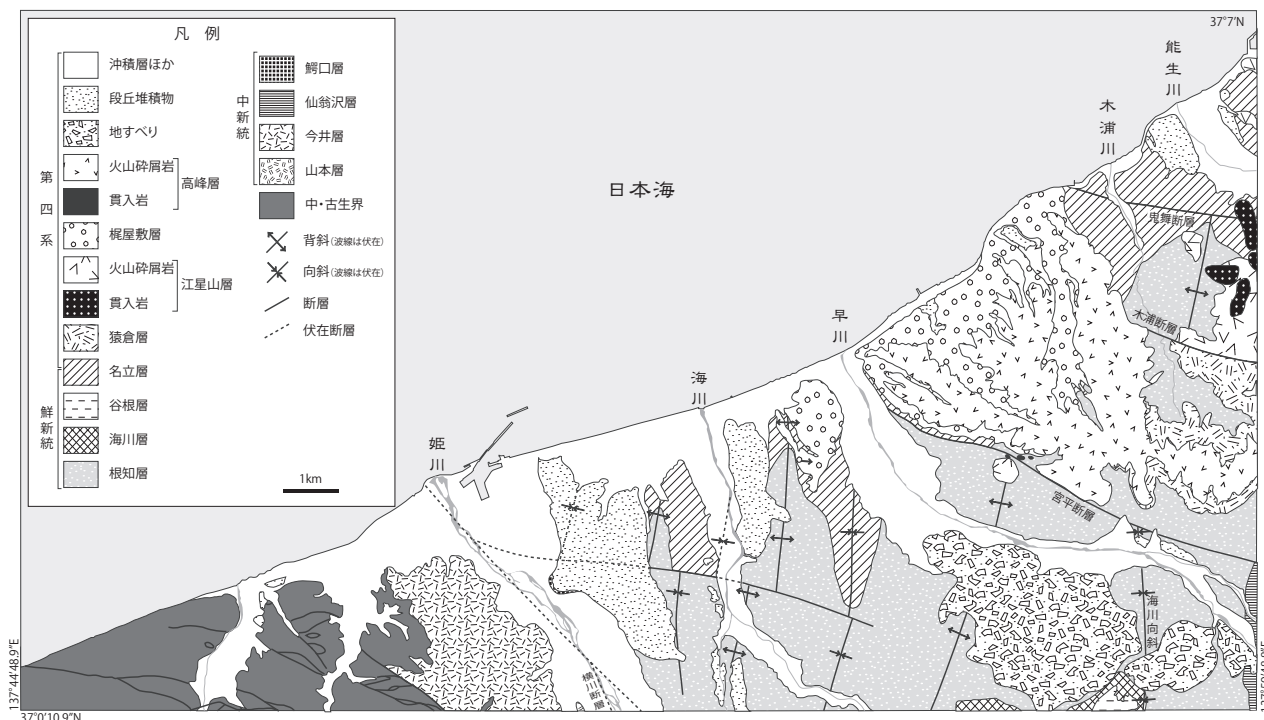 凡 例
第四系
沖積層ほか
段丘堆積物
地すべり
火山砕屑岩
貫入岩
高峰層
梶屋敷層
火山砕屑岩
貫入岩
江星山層
猿倉層
鮮新統
名立層
谷根層
海川層
根知層
中新統
鰐口層
仙翁沢層
今井層
山本層
中・古生界
背斜(波線は伏在)
向斜(波線は伏在)
断層
伏在断層
1km
37°7′N
日本海
能生川
木浦川
早川
海川
姫川
鬼舞断層
木浦断層
宮平断層
海川向斜
横川断層
137°44′48.9″E
37°0′10.9″N